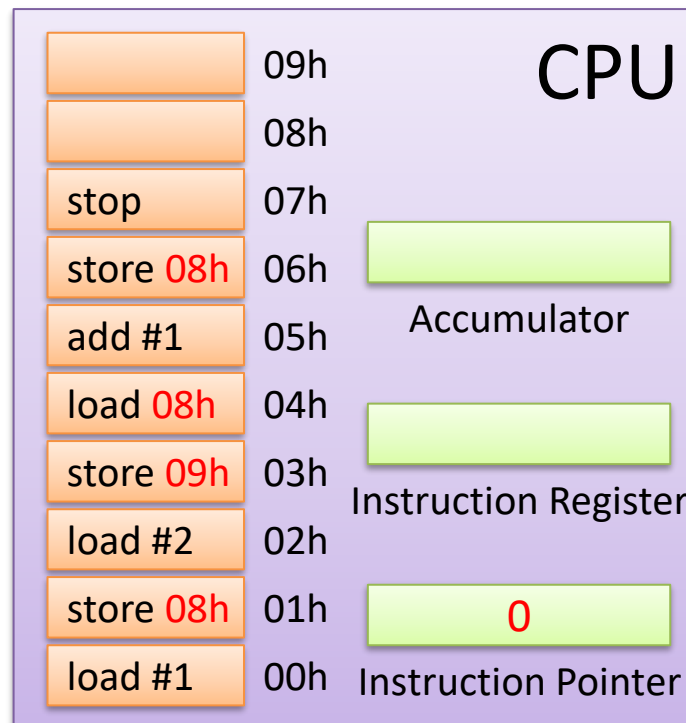 CPU
09h
08h
stop 07h
store 08h 06h
Accumulator
add #1 05h
load 08h 04h
store 09h 03h
Instruction Register
load #2 02h
store 08h 01h
0
load #1 00h
Instruction Pointer